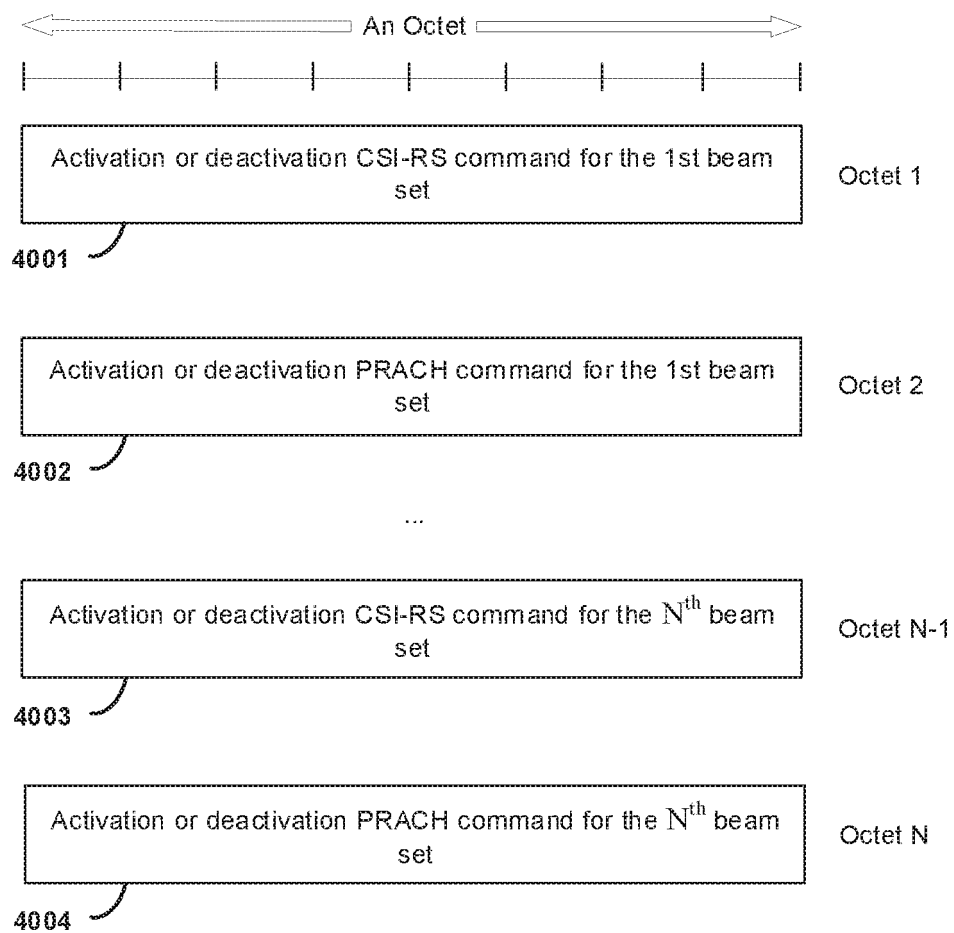 An Octet
Activation or deactivation CSI-RS command for the 1st beam
set
Octet 1
4001
Activation or deactivation PRACH command for the 1st beam
set
Octet 2
4002
...
Activation or deactivation CSI-RS command for the Nth beam
set
Octet N-1
4003
Activation or deactivation PRACH command for the Nth beam
set
Octet N
4004